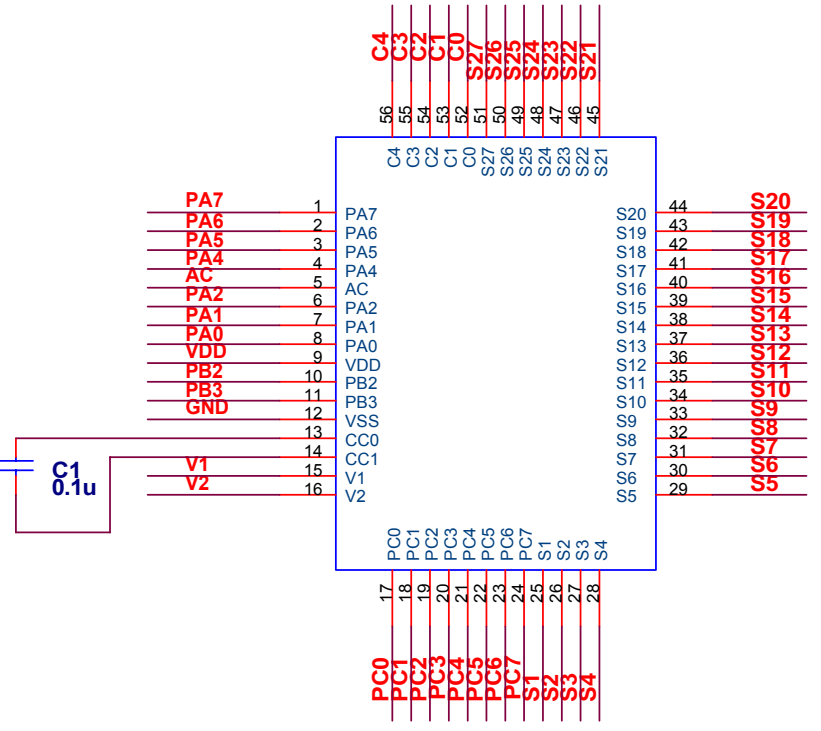 C4 C3 C2 C1 C0 S27 S26 S25 S24 S23 S22 S21
56 55 54 53 52 51 50 49 48 47 46 45
C4 C3 C2 C1 C0 S27 S26 S25 S24 S23 S22 S21
PA7 1 PA7 S20 44 S20
PA6 2 PA6 S19 43 S19
PA5 3 PA5 S18 42 S18
PA4 4 PA4 S17 41 S17
AC 5 AC S16 40 S16
PA2 6 PA2 S15 39 S15
PA1 7 PA1 S14 38 S14
PA0 8 PA0 S13 37 S13
VDD 9 VDD S12 36 S12
PB2 10 PB2 S11 35 S11
PB3 11 PB3 S10 34 S10
GND 12 VSS S9 33 S9
13 CC0 S8 32 S8
14 CC1 S7 31 S7
C1
0.1u
V1 15 V1 S6 30 S6
V2 16 V2 S5 29 S5
PC0 PC1 PC2 PC3 PC4 PC5 PC6 PC7 S1 S2 S3 S4
17 18 19 20 21 22 23 24 25 26 27 28
PC0 PC1 PC2 PC3 PC4 PC5 PC6 PC7 S1 S2 S3 S4